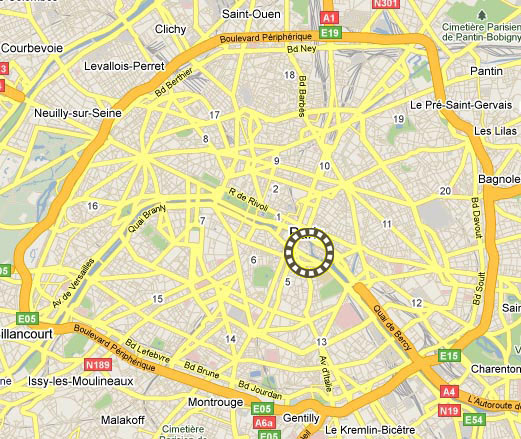 N301
Saint-Ouen
A1
Cimetière Parisien
de Pantin-Bobigny
Clichy
E19
Courbevoie
Boulevard Périphérique
Bd Ney
Levallois-Perret
Pantin
18
Bd Berthier
Bd Barbès
Neuilly-sur-Seine
Le Pré-Saint-Gervais
17
19
Les Lilas
8
9
10
Bagnole
2
20
R de Rivoli
16
Quai Branly
7
1
Bd Davout
6
5
11
05
Av de Versailles
15
12
Bd Soult
Quai de Bercy
E05
illancourt
Boulevard Périphérique
14
13
Bd Lefebvre
Bd Brune
Av d'Italie
E15
N189
Charenton
Issy-les-Moulineaux
Bd Jourdan
A4
Montrouge
E05
N19
L'Autoroute de
Malakoff
Gentilly
A6a
E54
Cimetière
E05
Le Kremlin-Bicêtre